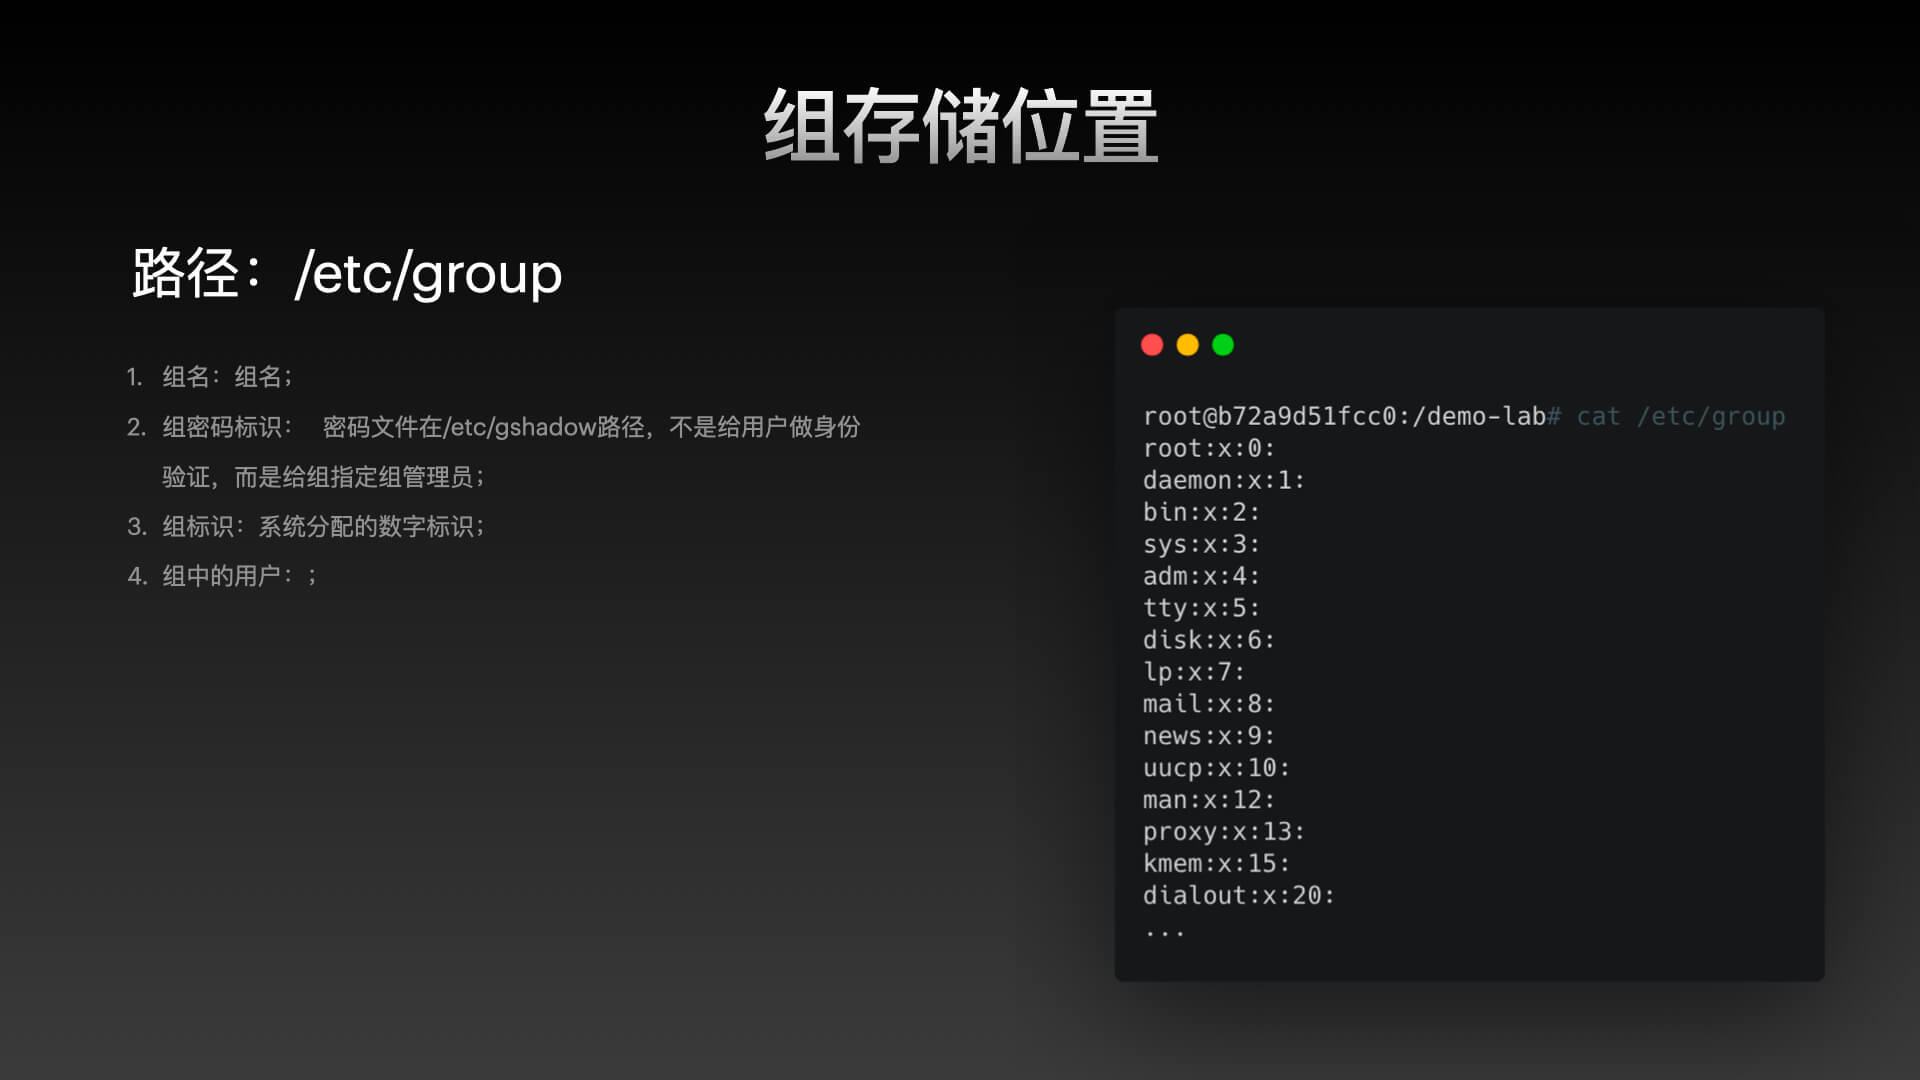 组存储位置
路径：/etc/group
1. 组名：组名；
2. 组密码标识： 密码文件在/etc/gshadow路径，不是给用户做身份
验证，而是给组指定组管理员；
3. 组标识：系统分配的数字标识；
4. 组中的用户：；
root@b72a9d51fcc0:/demo-lab# cat /etc/group
root:x:0:
daemon:x:1:
bin:x:2:
sys:x:3:
adm:x:4:
tty:x:5:
disk:x:6:
lp:x:7:
mail:x:8:
news:x:9:
uucp:x:10:
man:x:12:
proxy:x:13:
kmem:x:15:
dialout:x:20:
...